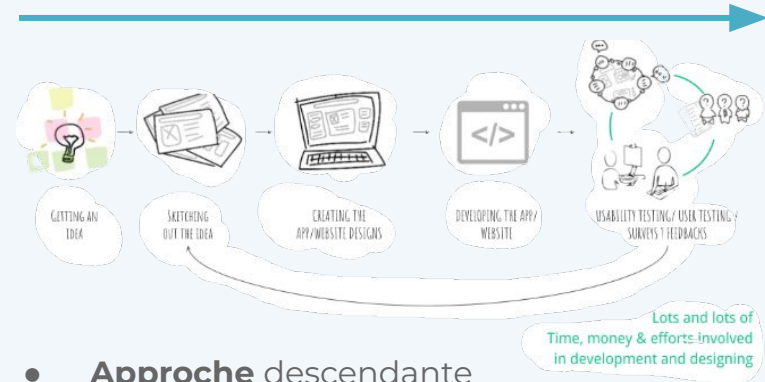 </>
GETTING AN
IDEA
SKETCHING
OUT THE IDEA
CREATING THE
APP/WEBSITE DESIGNS
DEVELOPING THE APP/
WEBSITE
USABILITY TESTING/ USER TESTING /
SURVEYS ? FEEDBACKS
Lots and lots of
Time, money & efforts involved
in development and designing
● Approche descendante